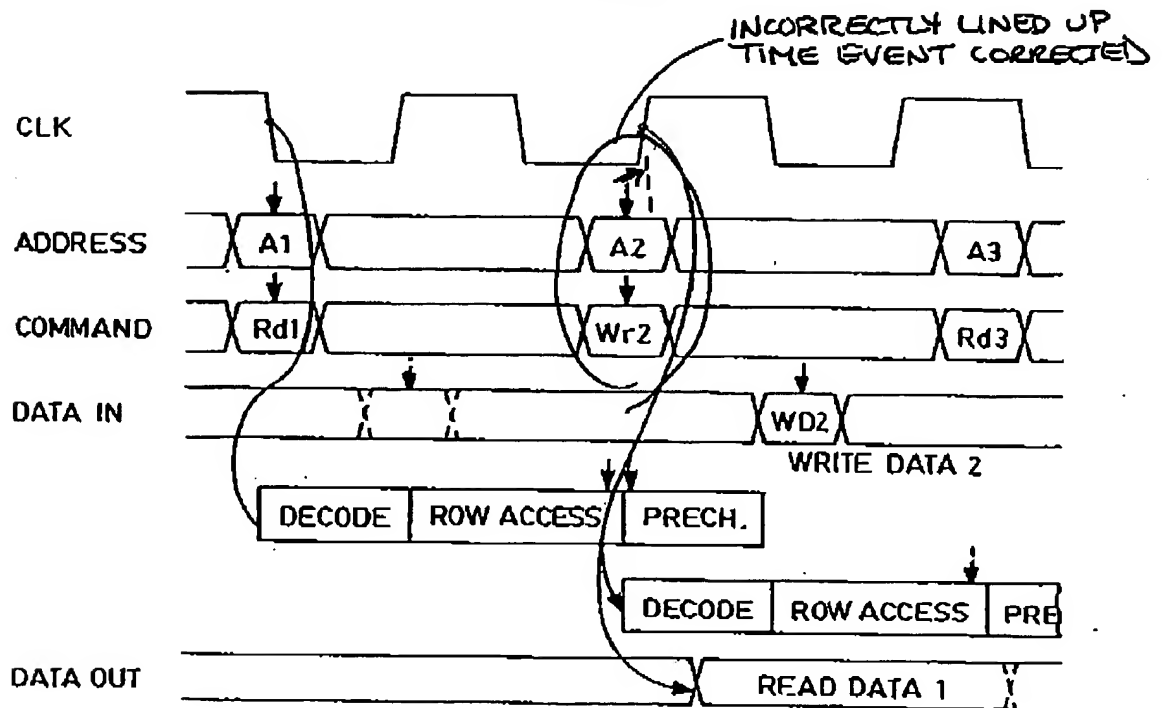 INCORRECTLY LINED UP
TIME EVENT CORRECTED
CLK
ADDRESS A1 A2 A3
COMMAND Rd1 Wr2 Rd3
DATA IN WD2
WRITE DATA 2
DECODE ROW ACCESS PRECH.
DECODE ROW ACCESS PRE
DATA OUT READ DATA 1